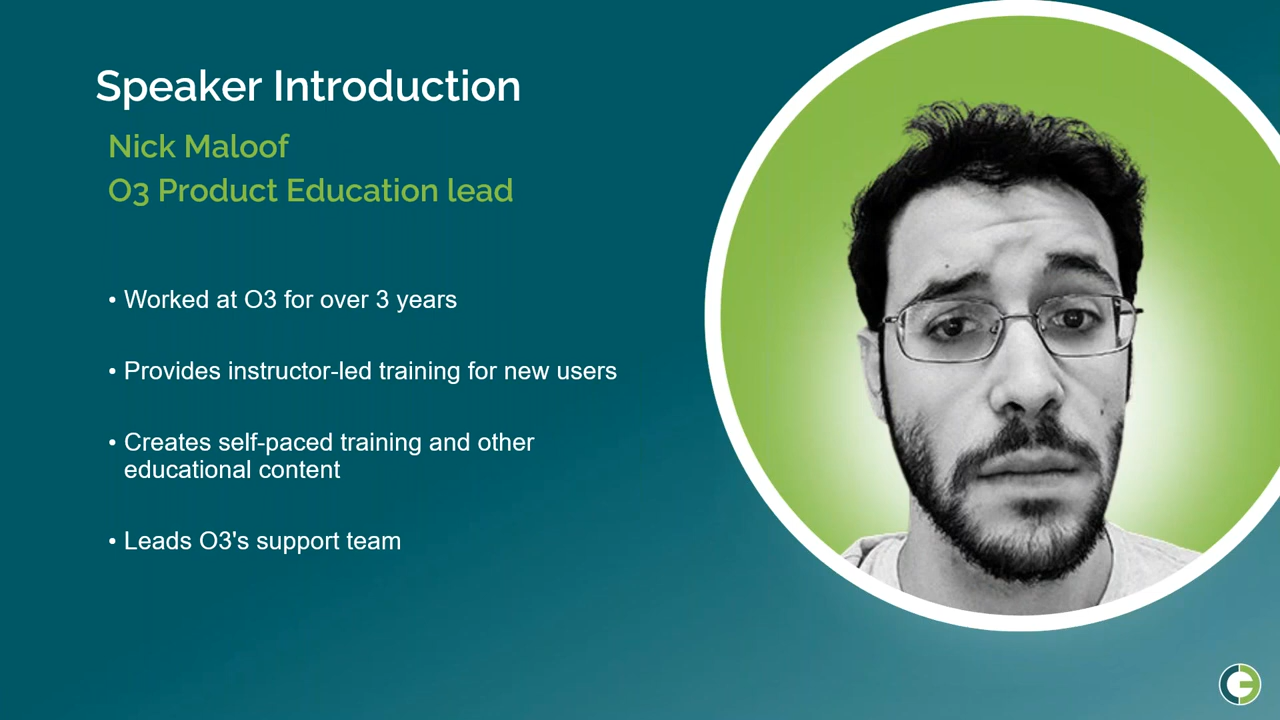 Speaker Introduction
Nick Maloof
O3 Product Education lead
• Worked at O3 for over 3 years
• Provides instructor-led training for new users
• Creates self-paced training and other
educational content
• Leads O3's support team